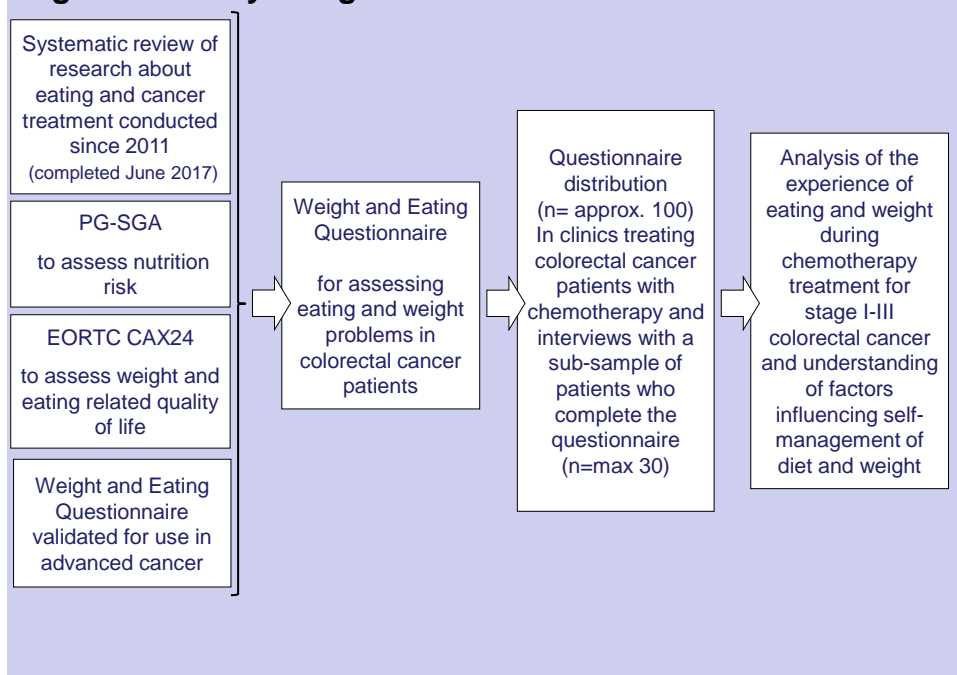 Systematic review of
research about
eating and cancer
treatment conducted
since 2011
(completed June 2017)
PG-SGA
to assess nutrition
risk
EORTC CAX24
to assess weight and
eating related quality
of life
Weight and Eating
Questionnaire
validated for use in
advanced cancer
Weight and Eating
Questionnaire
for assessing
eating and weight
problems in
colorectal cancer
patients
Questionnaire
distribution
(n= approx. 100)
In clinics treating
colorectal cancer
patients with
chemotherapy and
interviews with a
sub-sample of
patients who
complete the
questionnaire
(n=max 30)
Analysis of the
experience of
eating and weight
during
chemotherapy
treatment for
stage I-III
colorectal cancer
and understanding
of factors
influencing self-
management of
diet and weight